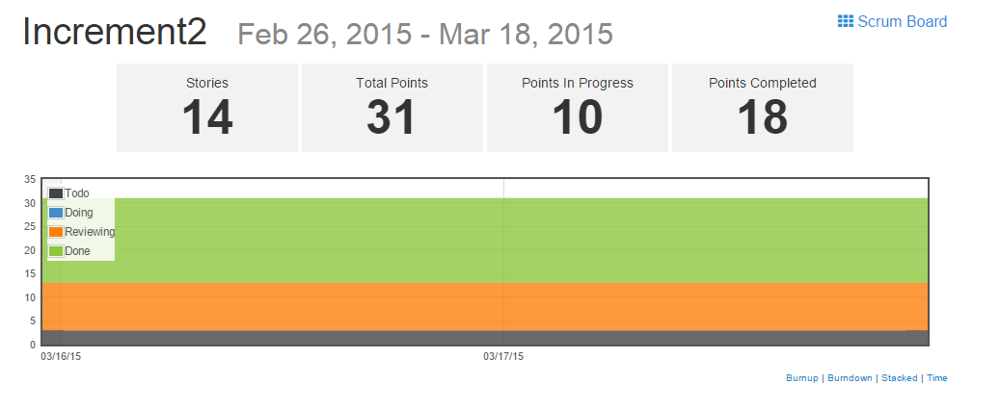 Increment2 Feb 26, 2015 - Mar 18, 2015
Scrum Board
Stories
14
Total Points
31
Points In Progress
10
Points Completed
18
35
30
25
20
15
10
5
0
Todo
Doing
Reviewing
Done
03/16/15
03/17/15
Burnup | Burndown | Stacked | Time